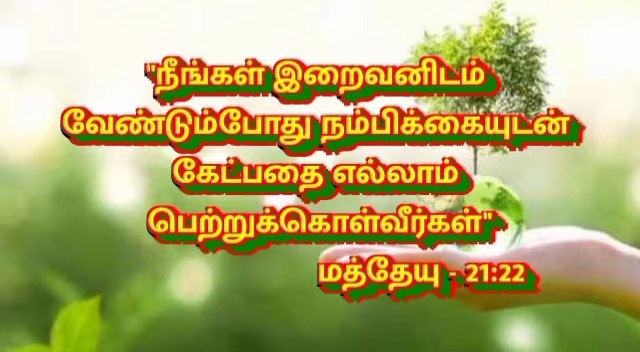 "நீங்கள் இறைவனிடம்
வேண்டும்போது நம்பிக்கையுடன்
கேட்பதை எல்லாம்
பெற்றுக்கொள்வீர்கள்"
மத்தேயு - 21:22